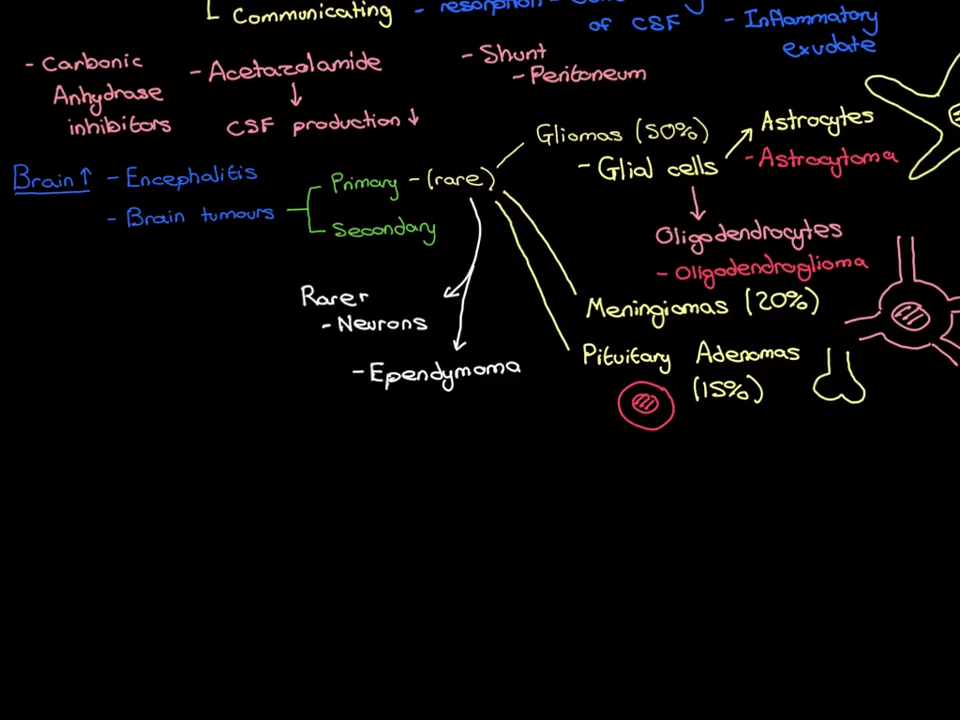 Communicating
- resorption
of CSF
- Inflammatory
exudate
- Carbonic
Anhydrase
inhibitors
- Acetazolamide
↓
CSF production ↓
- Shunt
- Peritoneum
Brain ↑ - Encephalitis
- Brain tumours
Primary - (rare)
Secondary
Gliomas (50%)
- Glial cells
Astrocytes
- Astrocytoma
Oligodendrocytes
- Oligodendroglioma
Meningiomas (20%)
Pituitary Adenomas
(15%)
Rarer
- Neurons
- Ependymoma